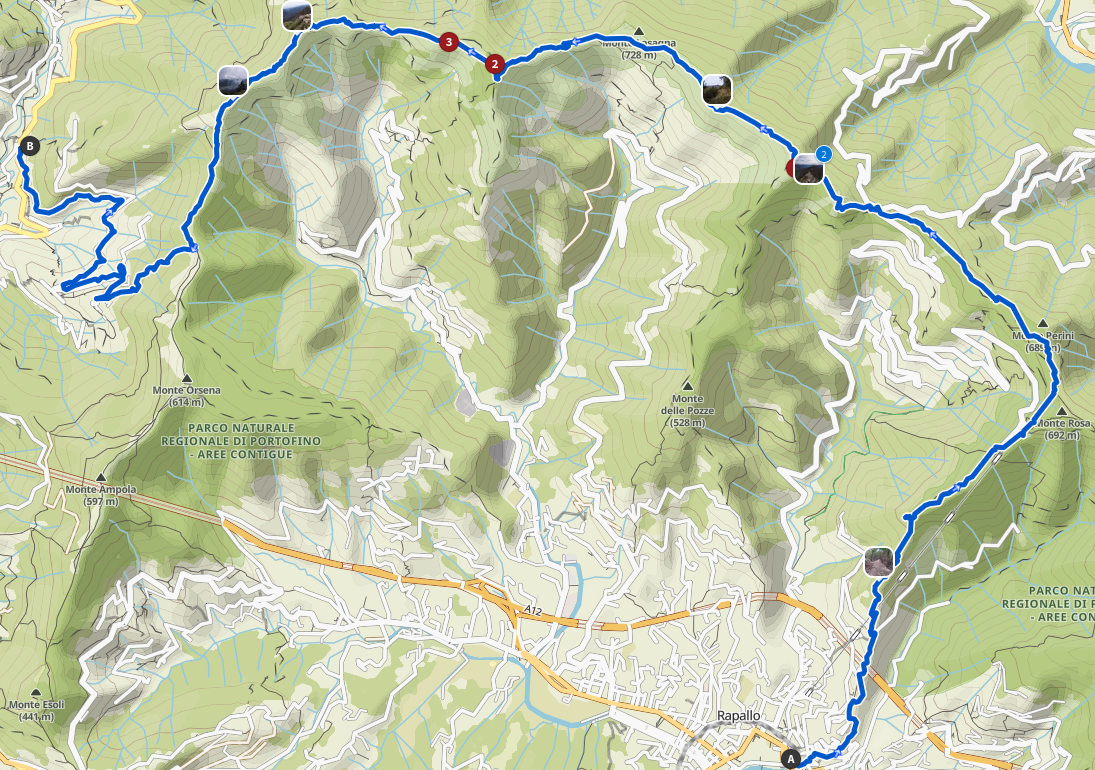 3
2
Monte Rosagna
(728 m)
2
B
Monte Perini
(689 m)
Monte Orsena
(614 m)
Monte
delle Pozze
(528 m)
Monte Rosa
(692 m)
PARCO NATURALE
REGIONALE DI PORTOFINO
- AREE CONTIGUE
Monte Ampola
(597 m)
A12
PARCO NAT
REGIONALE DI P
- AREE CON
Monte Esoli
(441 m)
Rapallo
A